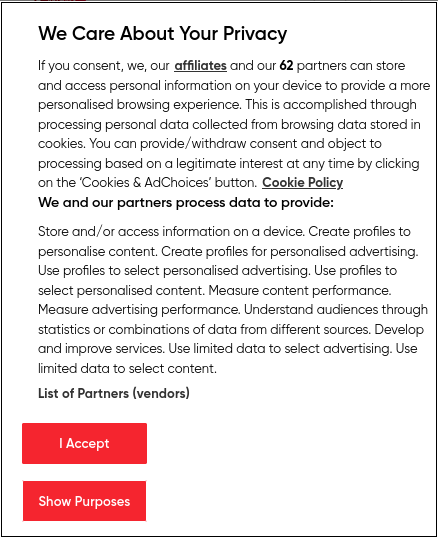 We Care About Your Privacy
If you consent, we, our affiliates and our 62 partners can store
and access personal information on your device to provide a more
personalised browsing experience. This is accomplished through
processing personal data collected from browsing data stored in
cookies. You can provide/withdraw consent and object to
processing based on a legitimate interest at any time by clicking
on the ‘Cookies & AdChoices’ button. Cookie Policy
We and our partners process data to provide:
Store and/or access information on a device. Create profiles to
personalise content. Create profiles for personalised advertising.
Use profiles to select personalised advertising. Use profiles to
select personalised content. Measure content performance.
Measure advertising performance. Understand audiences through
statistics or combinations of data from different sources. Develop
and improve services. Use limited data to select advertising. Use
limited data to select content.
List of Partners (vendors)
I Accept
Show Purposes